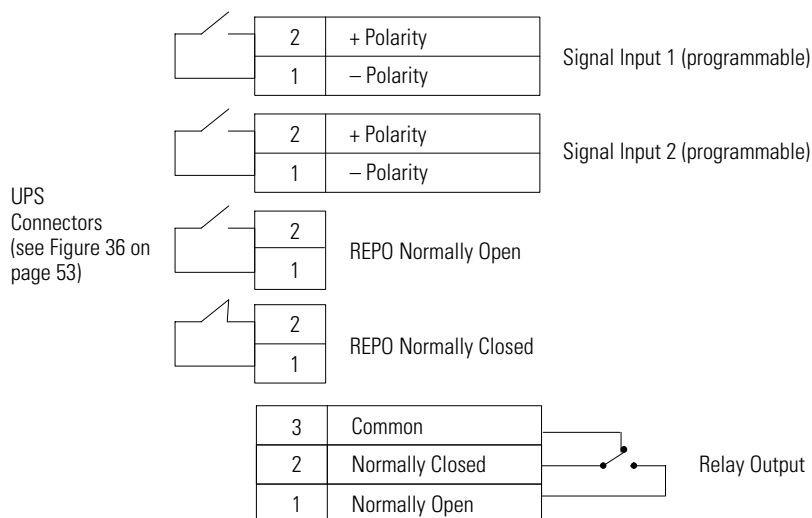 2 + Polarity
1 – Polarity
Signal Input 1 (programmable)
2 + Polarity
1 – Polarity
Signal Input 2 (programmable)
UPS
Connectors
(see Figure 36 on
page 53)
2
1
REPO Normally Open
2
1
REPO Normally Closed
3 Common
2 Normally Closed
1 Normally Open
Relay Output